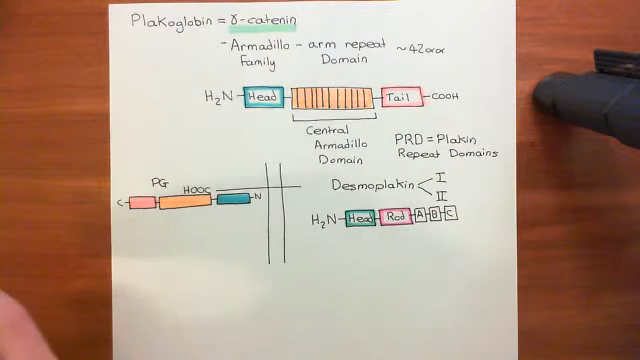 Plakoglobin = γ-catenin
- Armadillo - arm repeat ~42aa
Family Domain
H₂N Head Tail COOH
Central
Armadillo
Domain
PRD = Plakin
Repeat Domains
Desmoplakin I
II
H₂N Head Rod A B C
PG
HOOC
C N